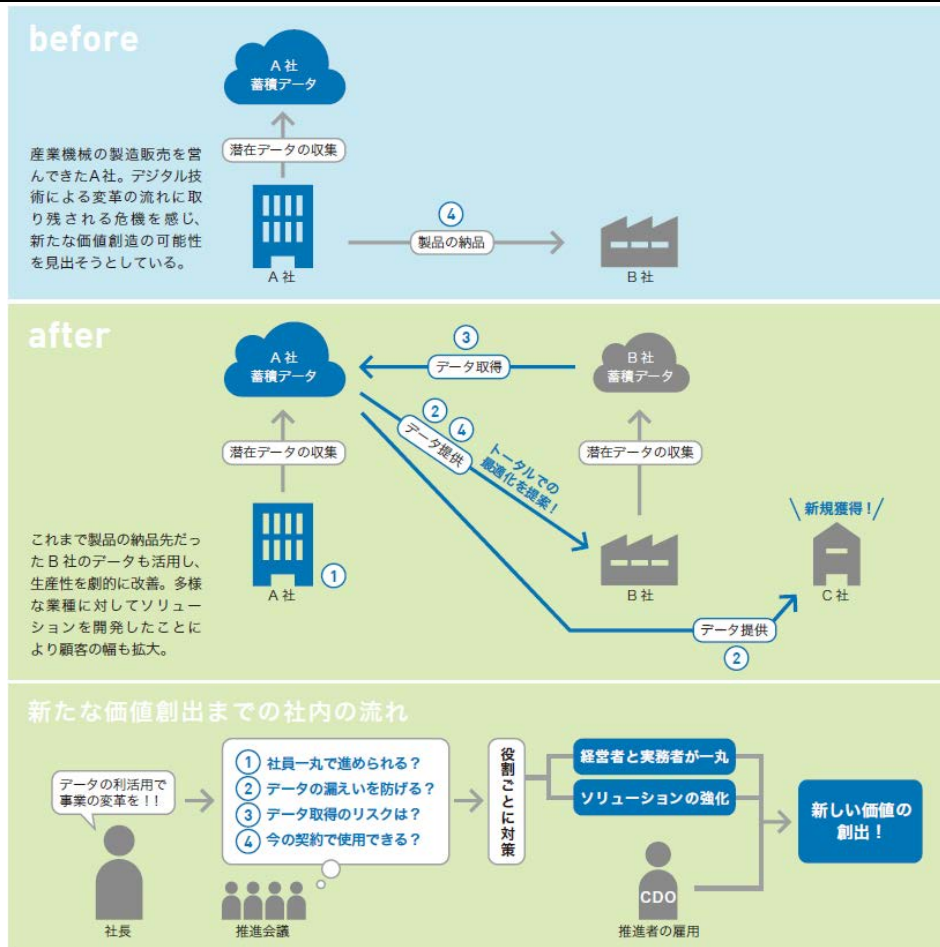 before
A 社
蓄積データ
潜在データの収集
産業機械の製造販売を営
んできたA社。デジタル技
術による変革の流れに取
り残される危機を感じ、
新たな価値創造の可能性
を見出そうとしている。
A 社
④
製品の納品
B 社
after
A 社
蓄積データ
③
データ取得
B 社
蓄積データ
② ④
データ提供
トータルでの
最適化を提案！
潜在データの収集
潜在データの収集
新規獲得！
これまで製品の納品先だっ
た B 社のデータも活用し、
生産性を劇的に改善。多様
な業種に対してソリュー
ションを開発したことに
より顧客の幅も拡大。
①
A 社
B 社
C 社
データ提供
②
新たな価値創出までの社内の流れ
データの利活用で
事業の変革を！！
社長
① 社員一丸で進められる？
② データの漏えいを防げる？
③ データ取得のリスクは？
④ 今の契約で使用できる？
推進会議
役割ごとに対策
経営者と実務者が一丸
ソリューションの強化
CDO
推進者の雇用
新しい価値の
創出！